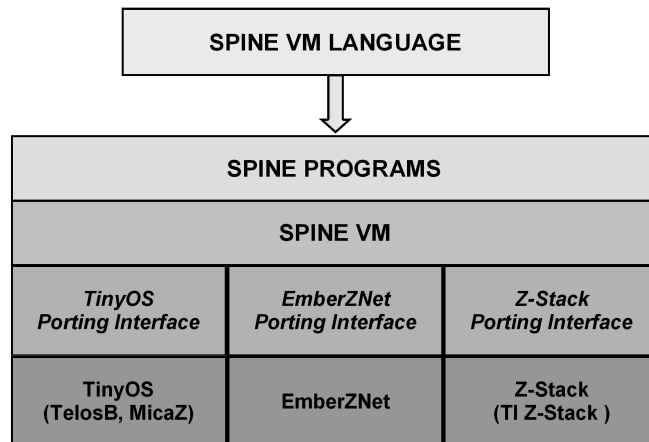 SPINE VM LANGUAGE
SPINE PROGRAMS
SPINE VM
TinyOS
Porting Interface
EmberZNet
Porting Interface
Z-Stack
Porting Interface
TinyOS
(TelosB, MicaZ)
EmberZNet
Z-Stack
(TI Z-Stack )